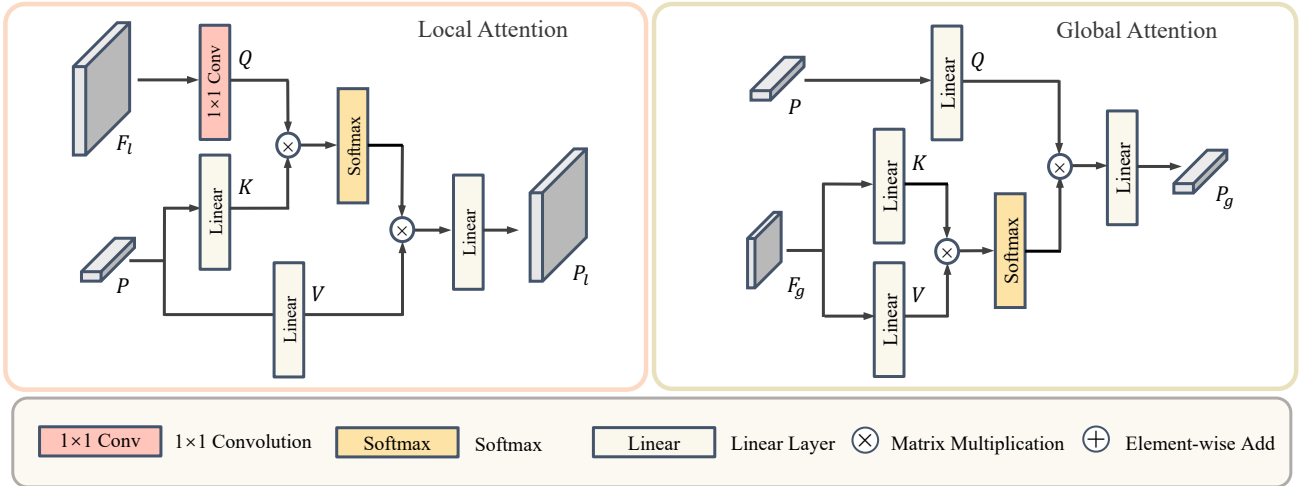 Local Attention
1×1 Conv
Q
F_l
Linear
K
Softmax
P
Linear
V
Linear
P_l
Global Attention
P
Linear
Q
Linear
K
F_g
Linear
V
Softmax
Linear
P_g
1×1 Conv 1×1 Convolution Softmax Softmax Linear Linear Layer Matrix Multiplication Element-wise Add